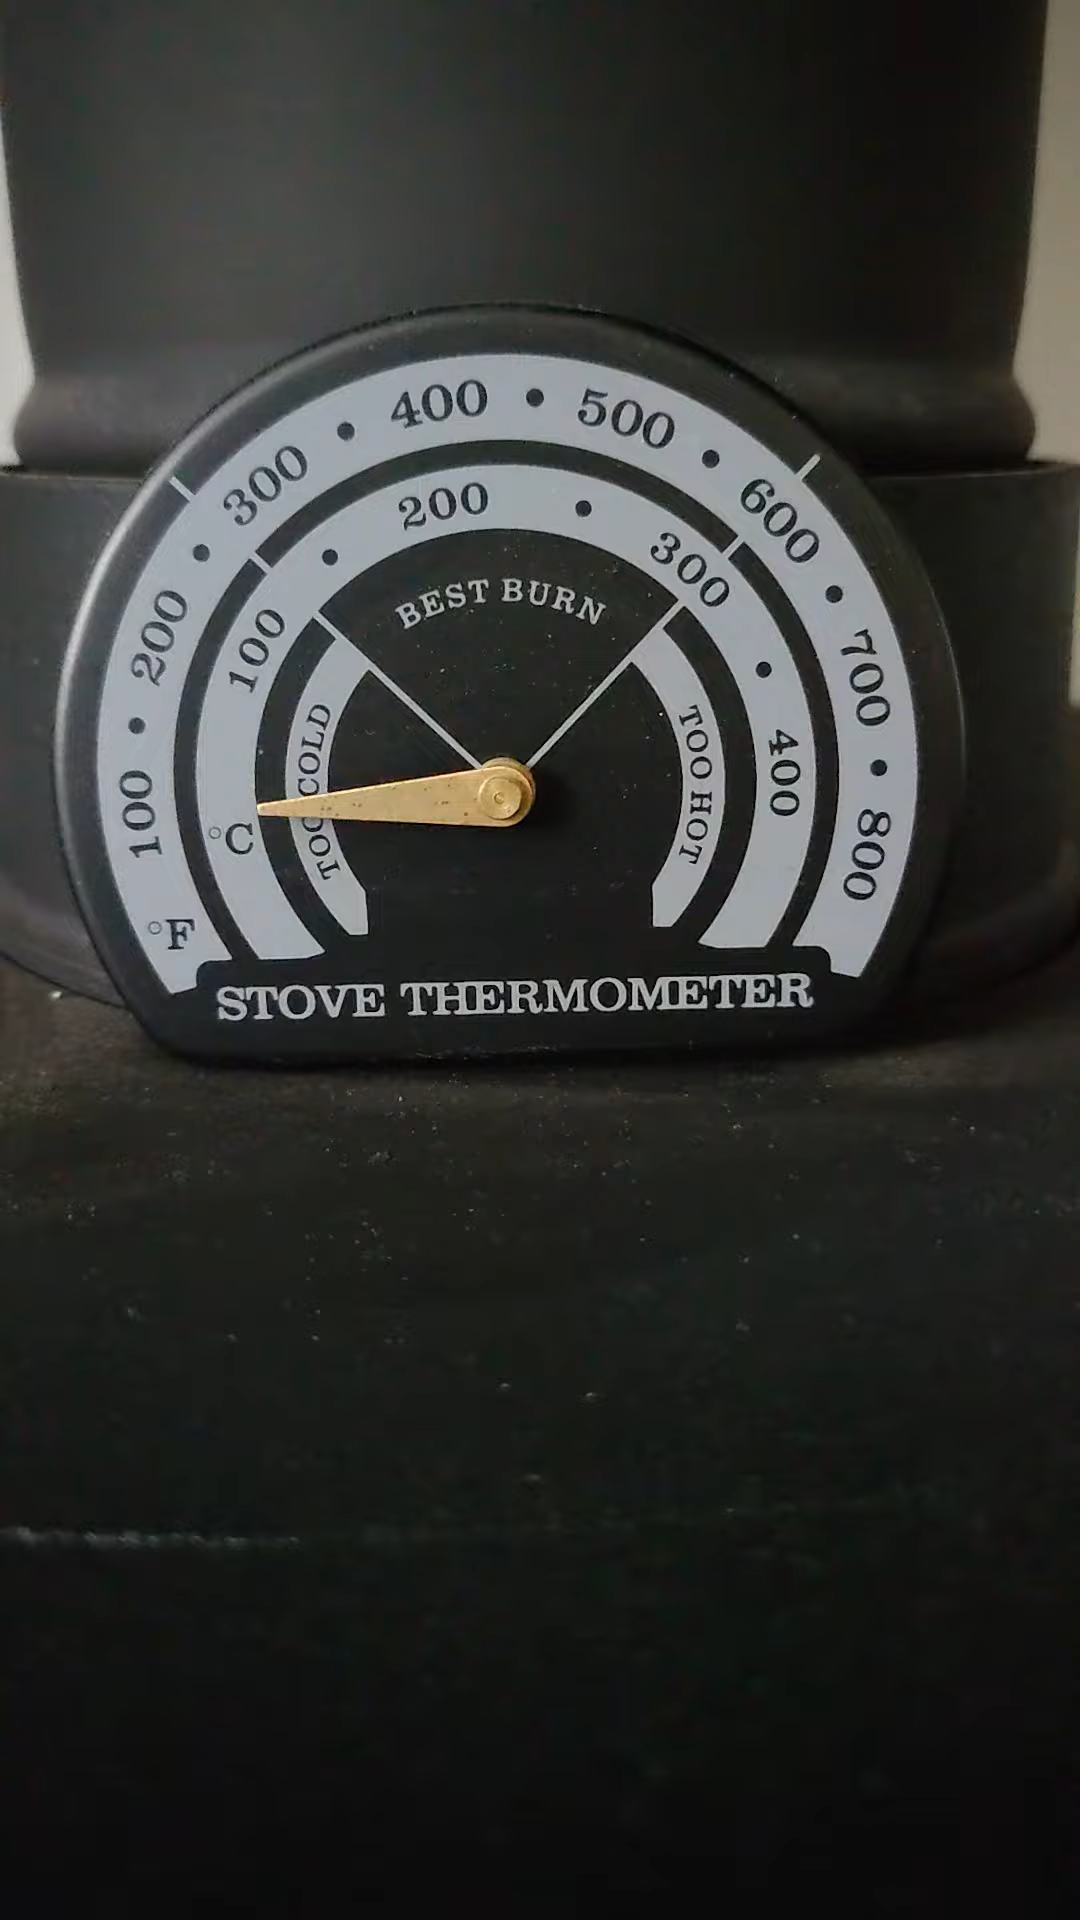 100 • 200 • 300 • 400 • 500 • 600 • 700 • 800
°F
100 • 200 • 300 • 400
°C
BEST BURN
TOO COLD
TOO HOT
STOVE THERMOMETER